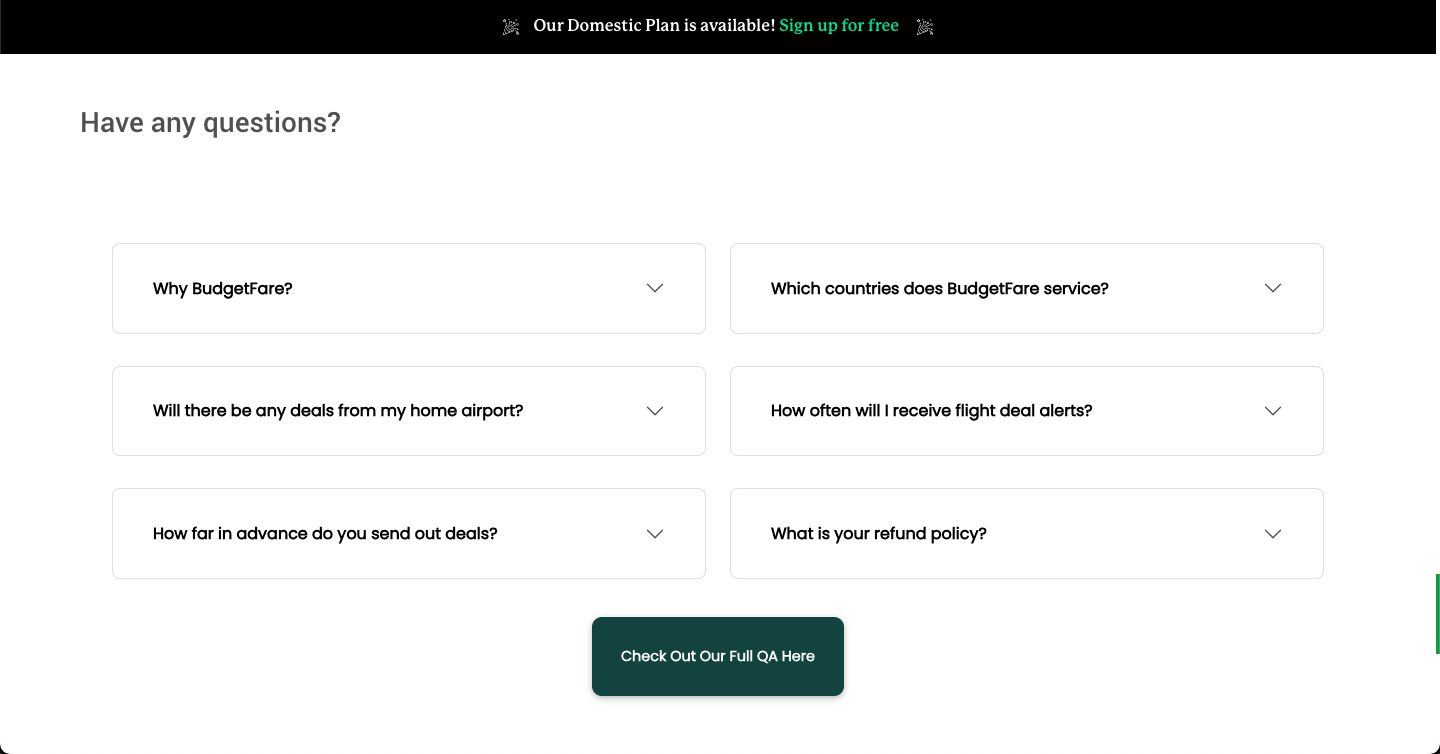 Our Domestic Plan is available! Sign up for free
Have any questions?
Why BudgetFare?
Which countries does BudgetFare service?
Will there be any deals from my home airport?
How often will I receive flight deal alerts?
How far in advance do you send out deals?
What is your refund policy?
Check Out Our Full QA Here